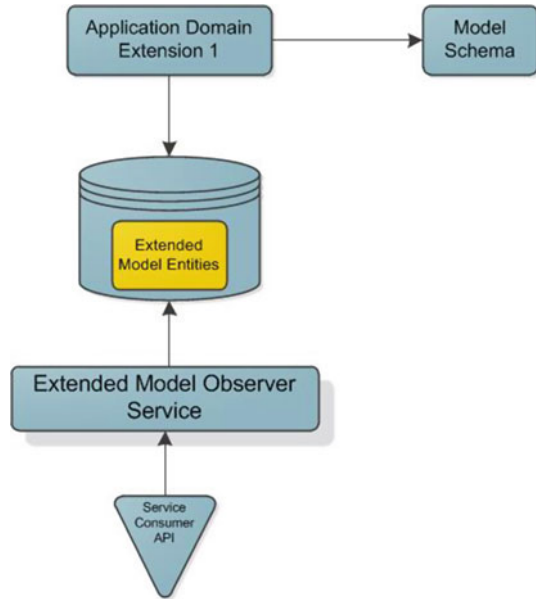 Application Domain
Extension 1
Model
Schema
Extended
Model Entities
Extended Model Observer
Service
Service
Consumer
API